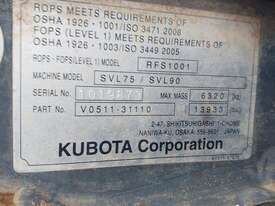 ROPS MEETS REQUIREMENTS OF
OSHA 1926 - 1001/ISO 3471:2008
FOPS (LEVEL 1) MEETS REQUIREMENTS OF
OSHA 1926 - 1003/ISO 3449:2005
ROPS - FOPS(LEVEL 1) MODEL RFS1001
MACHINE MODEL SVL75 / SVL90
SERIAL NO. MAX MASS 6320 kg
PART NO. V0511-31110 13930
2-47, SHIKITSUHIGASHI 1-CHOME
NANIWA-KU, OSAKA 556-8601 JAPAN
KUBOTA Corporation